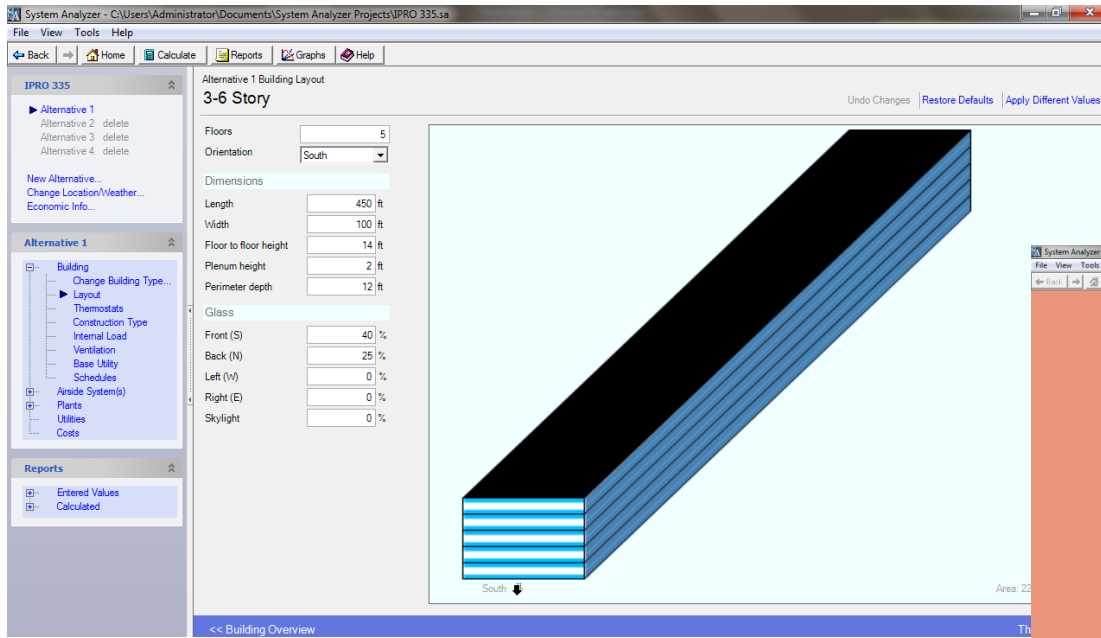 System Analyzer - C:\Users\Administrator\Documents\System Analyzer Projects\IPRO 335.sa
File View Tools Help
Back Home Calculate Reports Graphs Help
IPRO 335
Alternative 1
Alternative 2 delete
Alternative 3 delete
Alternative 4 delete
New Alternative...
Change Location/Weather...
Economic Info...
Alternative 1
Building
Change Building Type...
Layout
Thermostats
Construction Type
Internal Load
Ventilation
Base Utility
Schedules
Airside System(s)
Plants
Utilities
Costs
Reports
Entered Values
Calculated
Alternative 1 Building Layout
3-6 Story
Undo Changes Restore Defaults Apply Different Values
Floors 5
Orientation South
Dimensions
Length 450 ft
Width 100 ft
Floor to floor height 14 ft
Plenum height 2 ft
Perimeter depth 12 ft
Glass
Front (S) 40 %
Back (N) 25 %
Left (W) 0 %
Right (E) 0 %
Skylight 0 %
South
Area: 22
<< Building Overview
Th
System Analyzer
File View Tools
Back